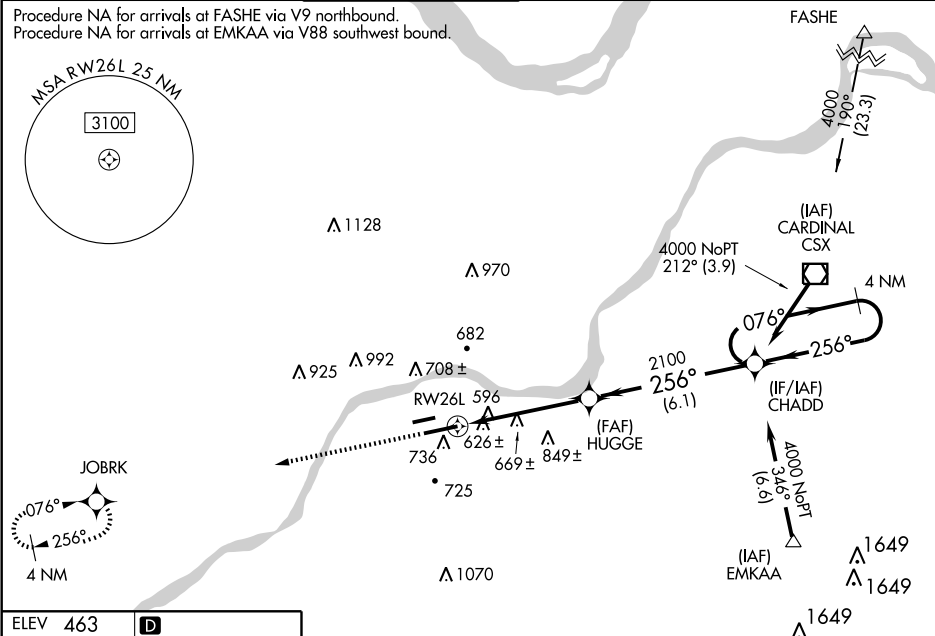 Procedure NA for arrivals at FASHE via V9 northbound.
Procedure NA for arrivals at EMKAA via V88 southwest bound.
MSA RW26L 25 NM
3100
FASHE
4000
190°
(23.3)
1128
970
(IAF)
CARDINAL
CSX
4000 NoPT
212° (3.9)
4 NM
076°
256°
682
925
992
708 ±
2100
256°
(6.1)
(IF/IAF)
CHADD
RW26L
596
(FAF)
HUGGE
736
626 ±
669 ±
849 ±
725
4000 NoPT
346°
(6.6)
JOBRK
076°
256°
4 NM
1070
(IAF)
EMKAA
1649
1649
1649
ELEV 463
D